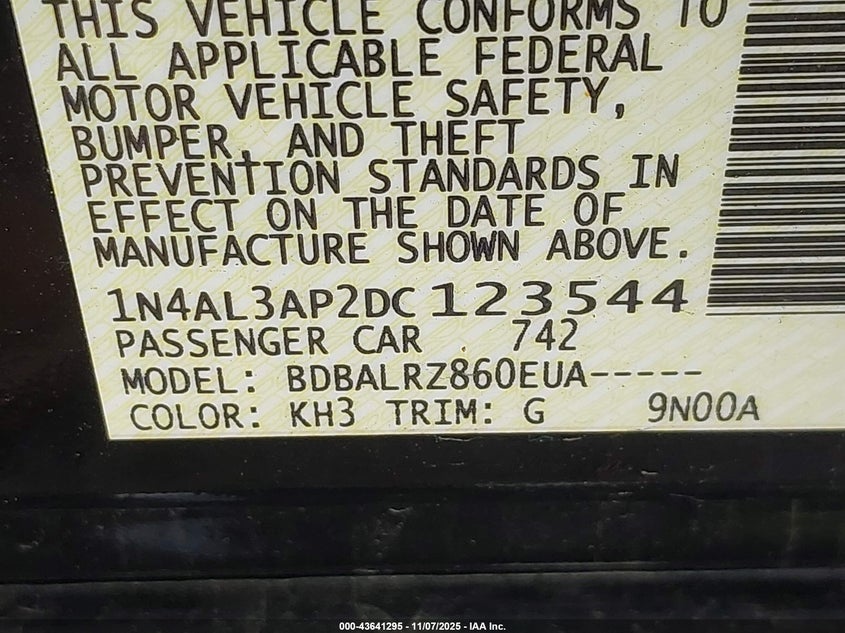 THIS VEHICLE CONFORMS TO
ALL APPLICABLE FEDERAL
MOTOR VEHICLE SAFETY,
BUMPER, AND THEFT
PREVENTION STANDARDS IN
EFFECT ON THE DATE OF
MANUFACTURE SHOWN ABOVE.
1N4AL3AP2DC123544
PASSENGER CAR 742
MODEL: BDBALRZ860EUA-----
COLOR: KH3 TRIM: G 9N00A
000-43641295 - 11/07/2025 - IAA Inc.